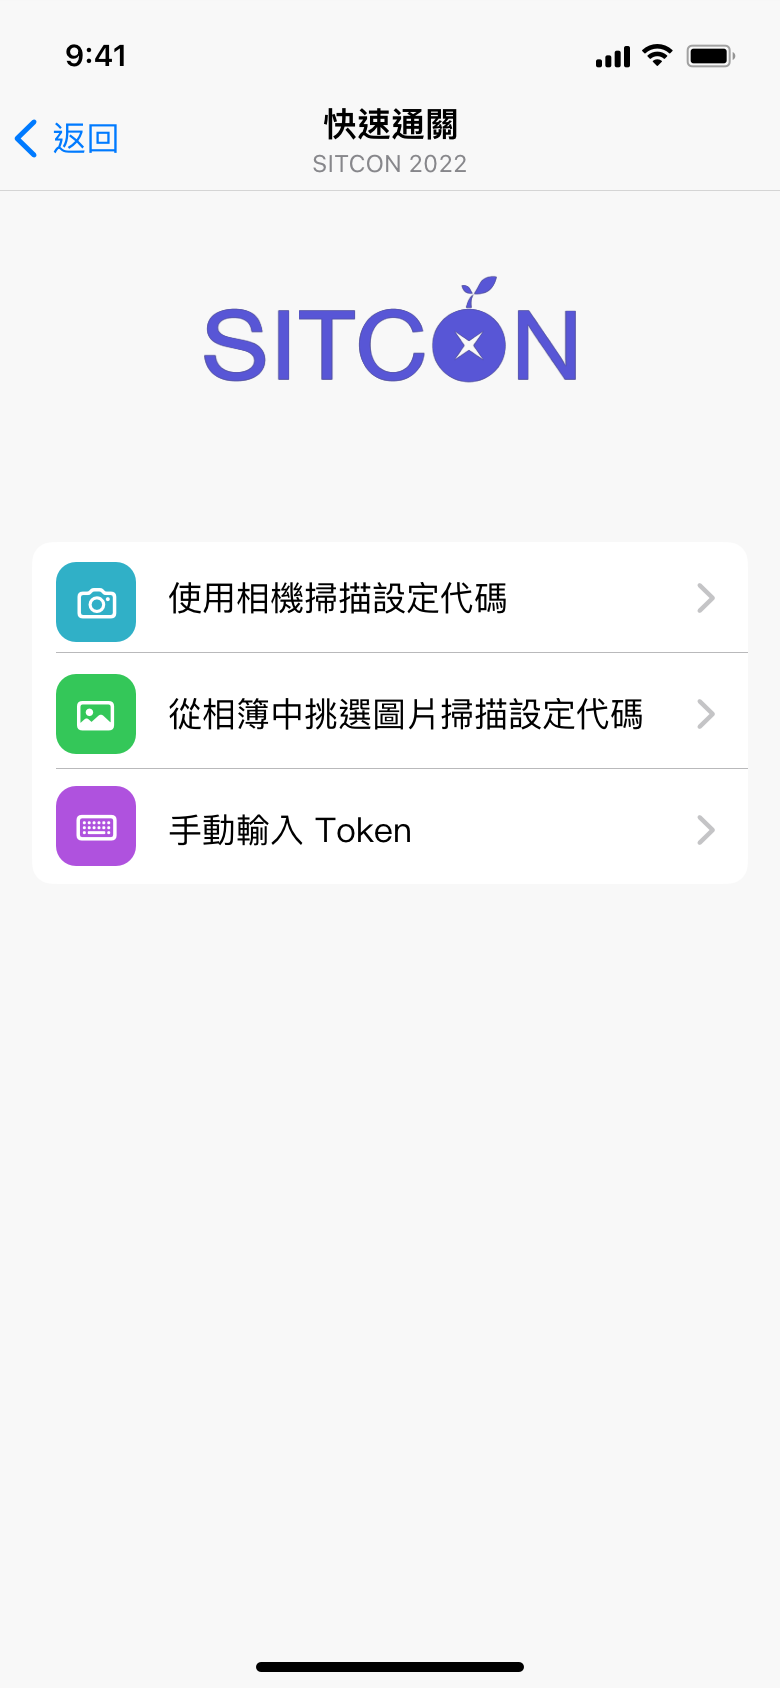 9:41
返回
快速通關
SITCON 2022
SITCON
使用相機掃描設定代碼
從相簿中挑選圖片掃描設定代碼
手動輸入 Token